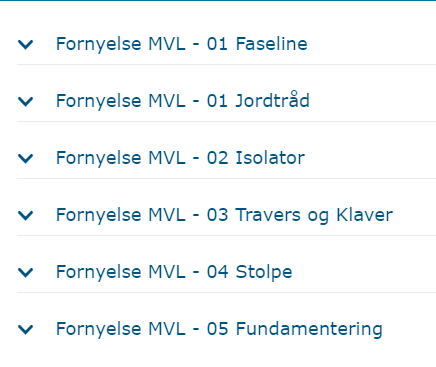 Fornyelse MVL - 01 Faseline
Fornyelse MVL - 01 Jordtråd
Fornyelse MVL - 02 Isolator
Fornyelse MVL - 03 Travers og Klaver
Fornyelse MVL - 04 Stolpe
Fornyelse MVL - 05 Fundamentering